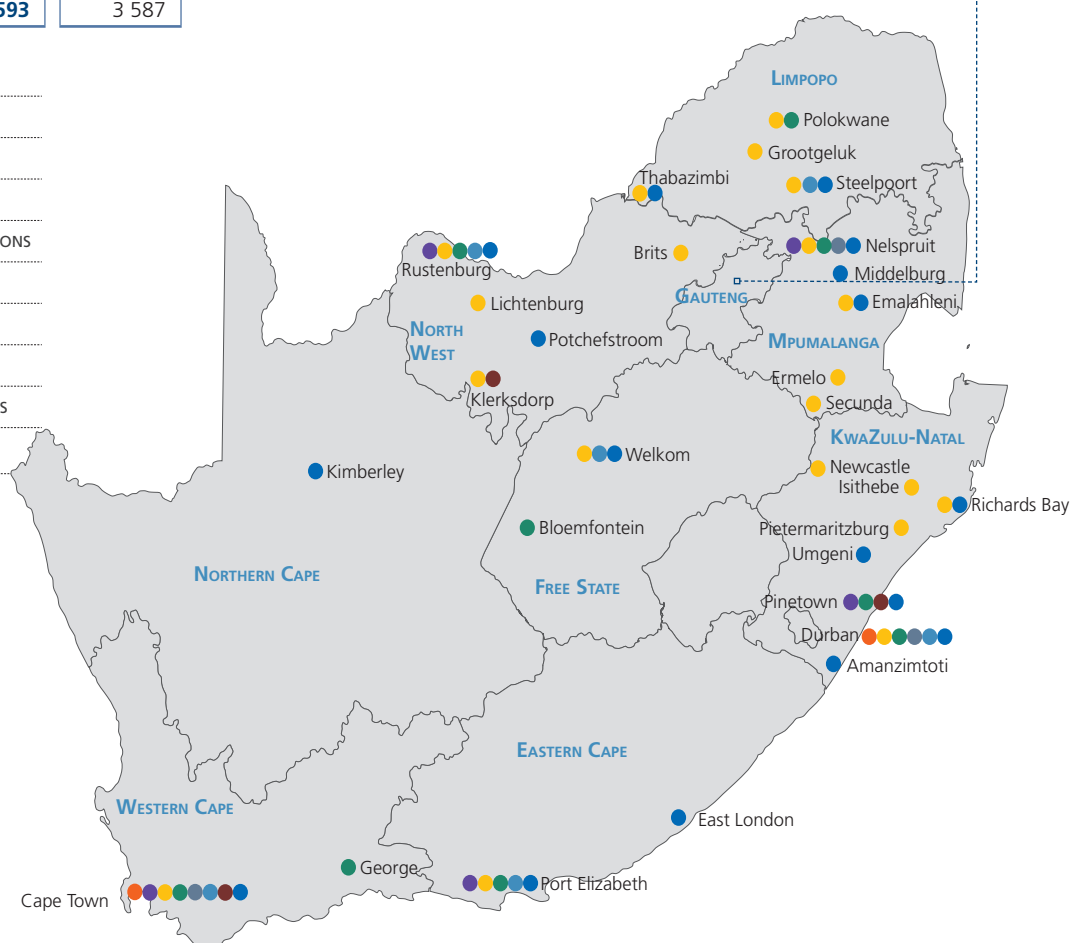 593
3 587
LIMPOPO
Polokwane
Grootgeluk
Thabazimbi
Steelpoort
ONS
Nelspruit
Brits
Rustenburg
Middelburg
GAUTENG
Emalahleni
Lichtenburg
NORTH
WEST
Potchefstroom
MPUMALANGA
Ermelo
Klerksdorp
Secunda
S
KWAZULU-NATAL
Welkom
Newcastle
Kimberley
Isithebe
Richards Bay
Bloemfontein
Pietermaritzburg
Umgeni
NORTHERN CAPE
FREE STATE
Pinetown
Durban
Amanzimtoti
EASTERN CAPE
WESTERN CAPE
East London
George
Port Elizabeth
Cape Town